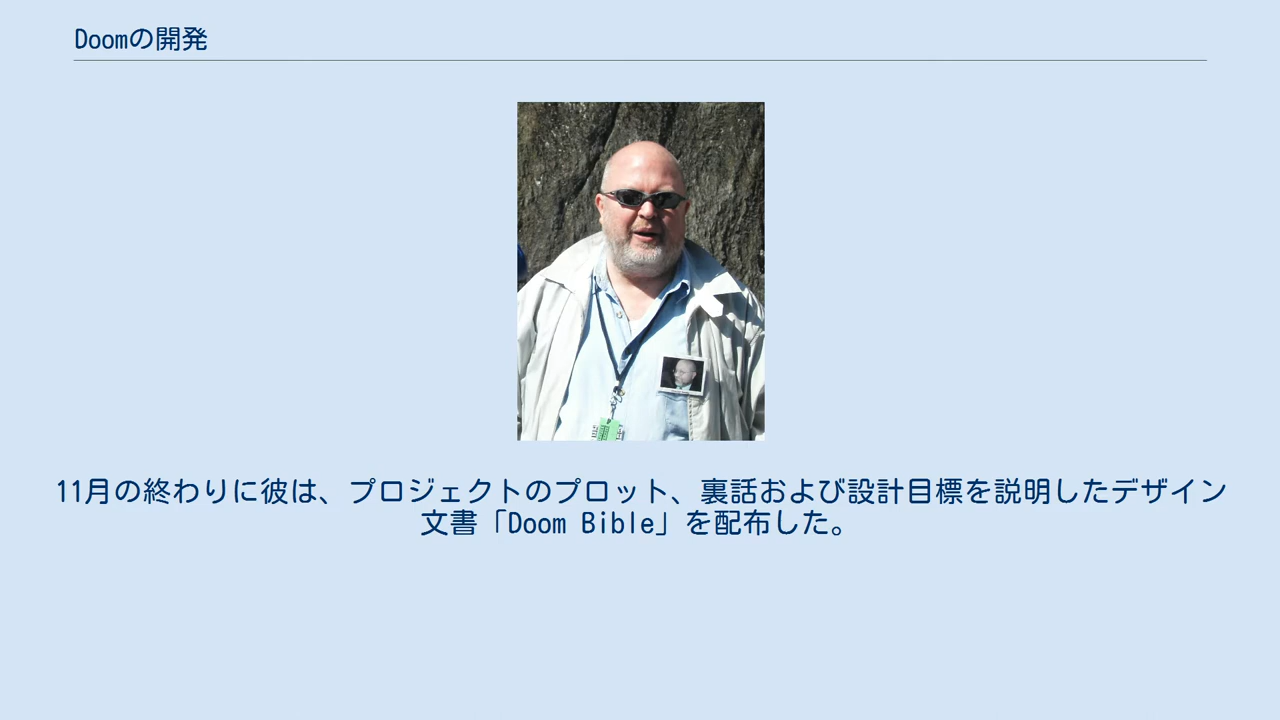 Doomの開発
11月の終わりに彼は、プロジェクトのプロット、裏話および設計目標を説明したデザイン
文書「Doom Bible」を配布した。